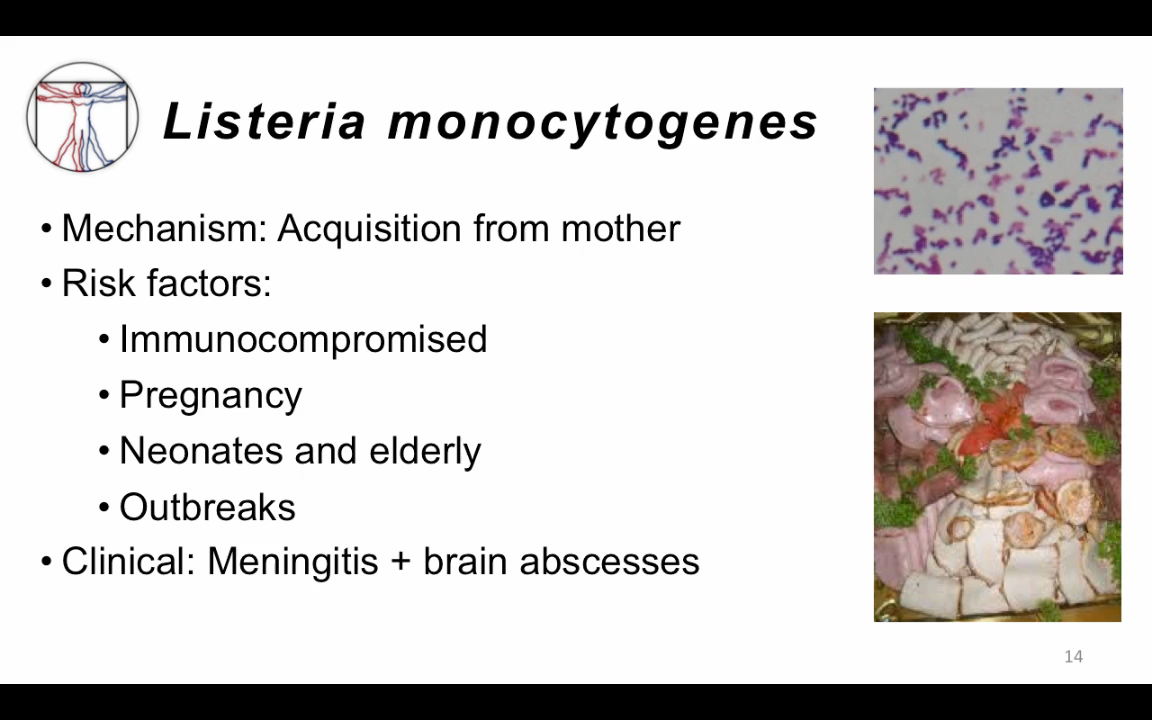 Listeria monocytogenes
• Mechanism: Acquisition from mother
• Risk factors:
• Immunocompromised
• Pregnancy
• Neonates and elderly
• Outbreaks
• Clinical: Meningitis + brain abscesses
14